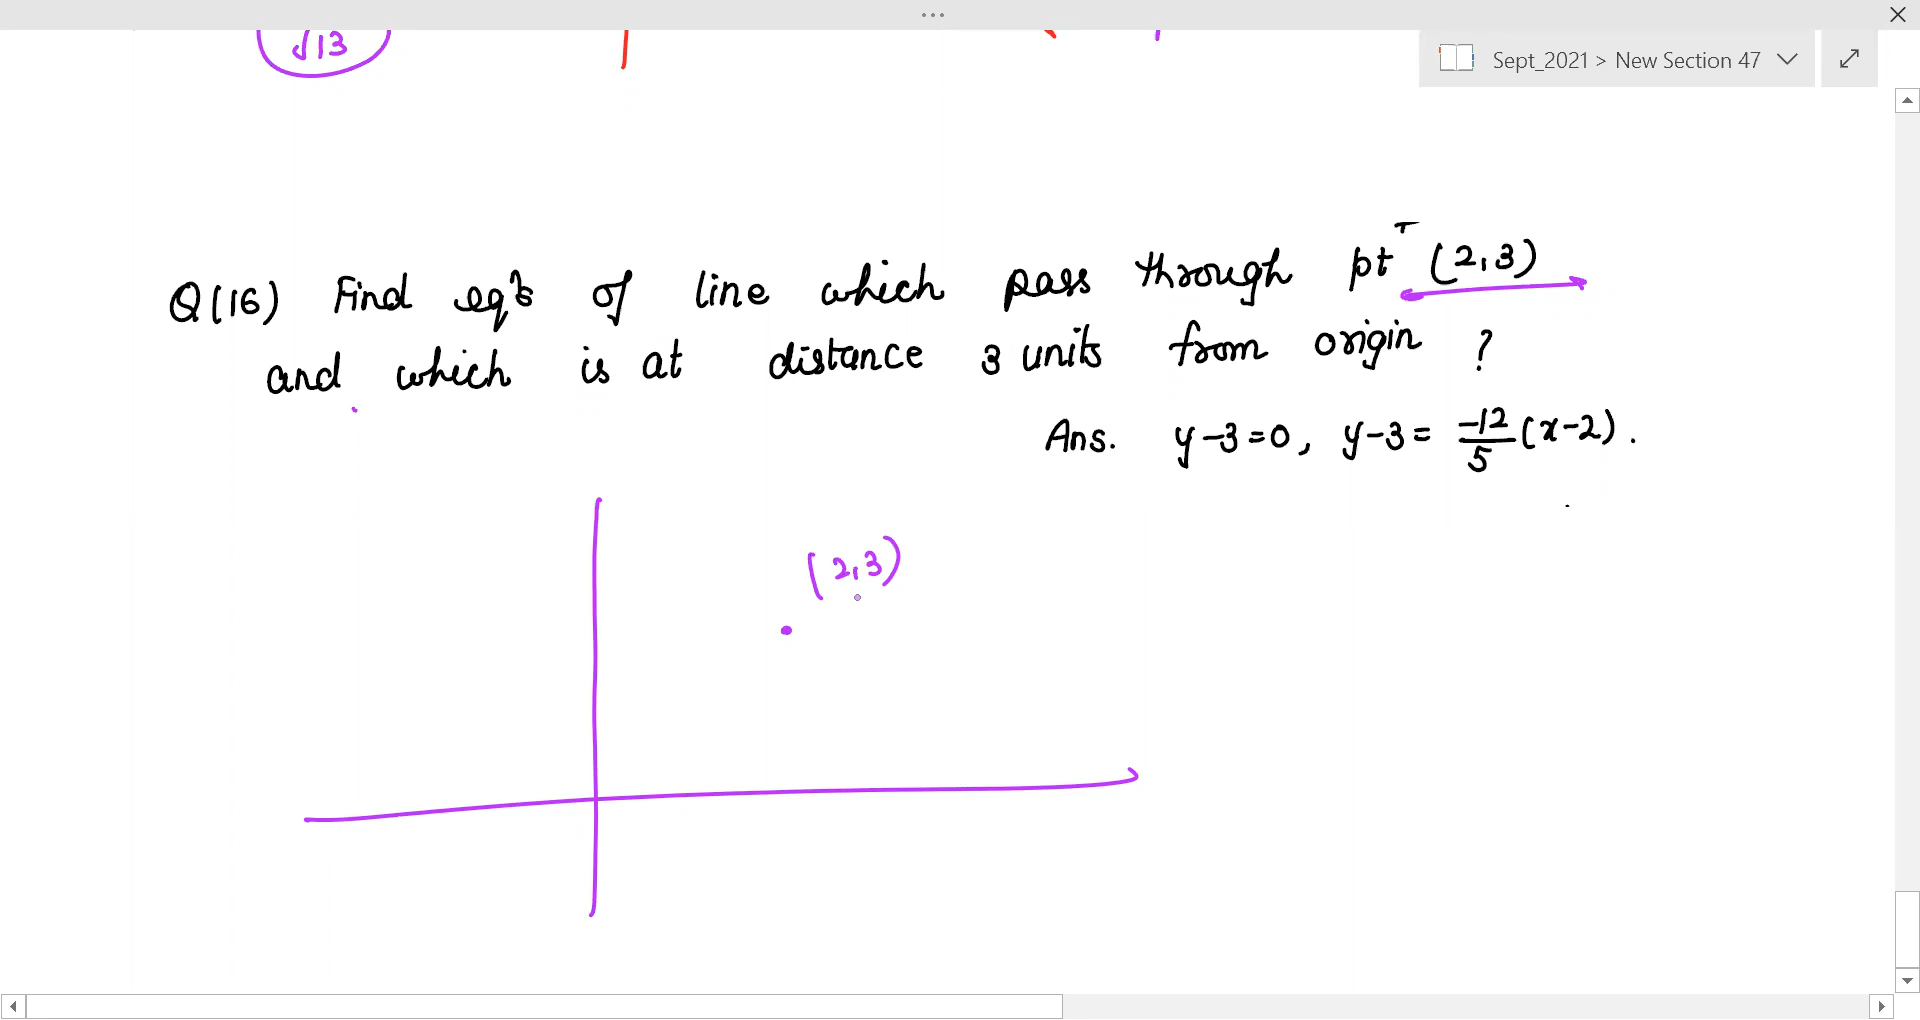 √13
Sept_2021 > New Section 47
Q(16) Find eqⁿs of line which pass through pt (2,3)
and which is at distance 3 units from origin ?
Ans. y-3=0, y-3= -12/5 (x-2).
(2,3)